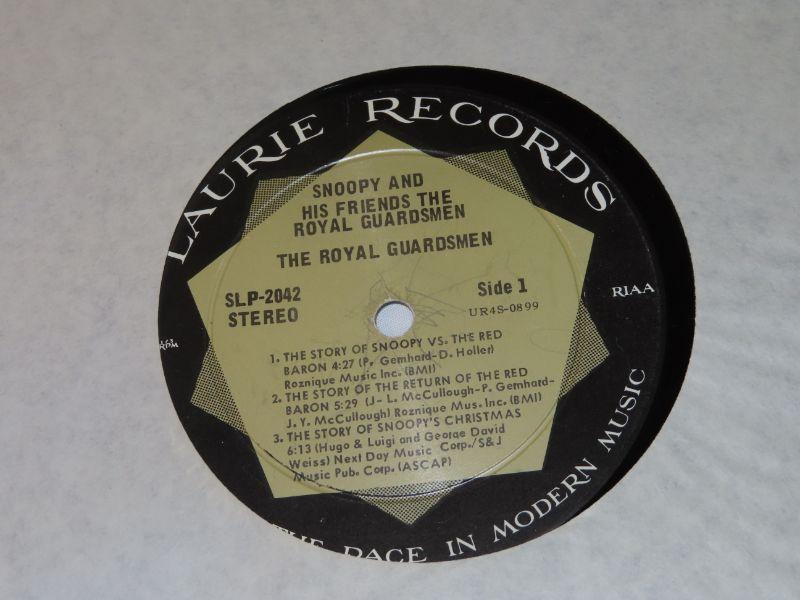 LAURIE RECORDS
SNOOPY AND
HIS FRIENDS THE
ROYAL GUARDSMEN
THE ROYAL GUARDSMEN
SLP-2042
STEREO
Side 1
UR4S-0899
RIAA
RPM
1. THE STORY OF SNOOPY VS. THE RED
BARON 4:27 (P. Gemhard-D. Holler)
Roznique Music Inc. (BMI)
2. THE STORY OF THE RETURN OF THE RED
BARON 5:29 (J- L. McCullough-P. Gemhard-
J. Y. McCullough) Roznique Mus. Inc. (BMI)
3. THE STORY OF SNOOPY'S CHRISTMAS
6:13 (Hugo & Luigi and George David
Weiss) Next Day Music Corp./S&J
Music Pub. Corp. (ASCAP)
THE PACE IN MODERN MUSIC